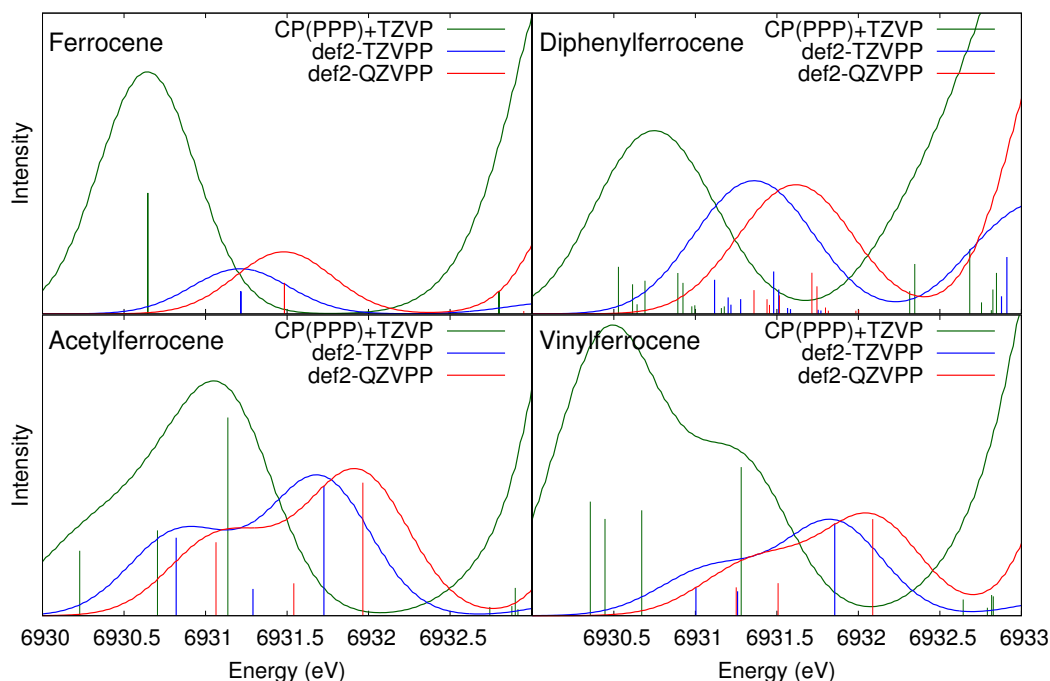 Ferrocene
CP(PPP)+TZVP
def2-TZVPP
def2-QZVPP
Diphenylferrocene
CP(PPP)+TZVP
def2-TZVPP
def2-QZVPP
Intensity
Acetylferrocene
CP(PPP)+TZVP
def2-TZVPP
def2-QZVPP
Vinylferrocene
CP(PPP)+TZVP
def2-TZVPP
def2-QZVPP
Intensity
6930 6930.5 6931 6931.5 6932 6932.5 6930.5 6931 6931.5 6932 6932.5 6933
Energy (eV) Energy (eV)